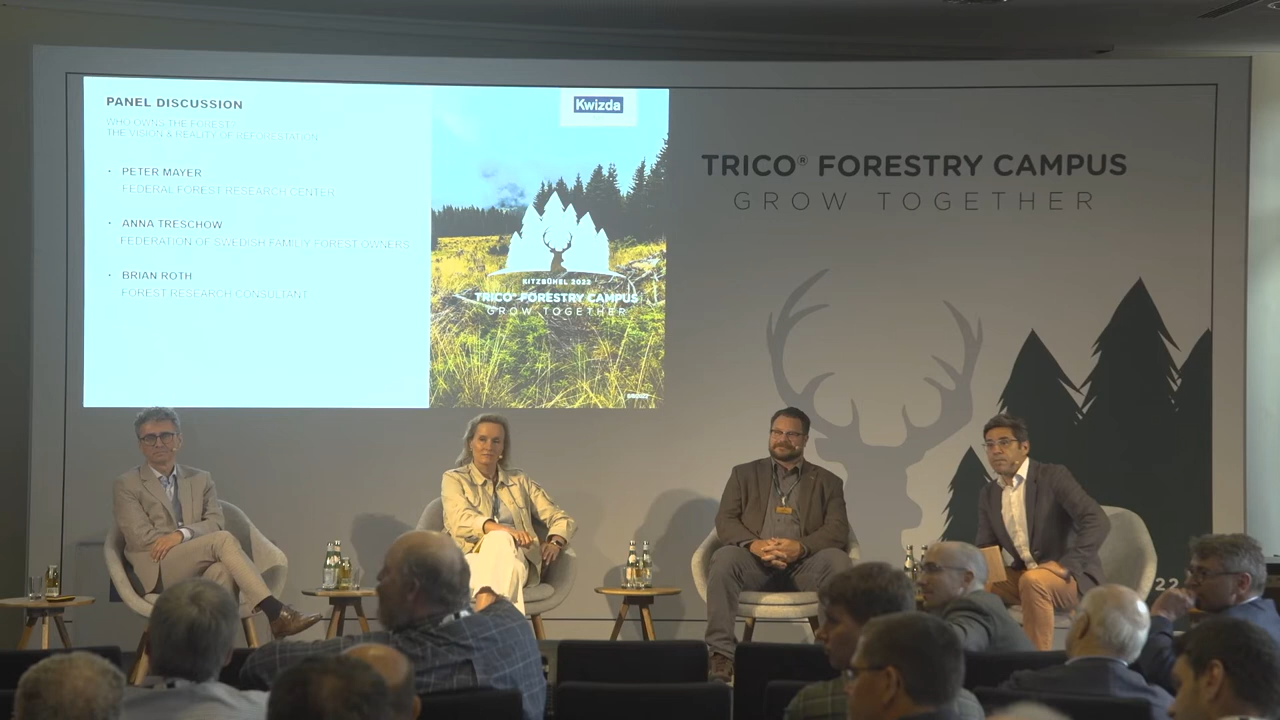 PANEL DISCUSSION
WHO OWNS THE FOREST?
THE VISION & REALITY OF REFORESTATION
• PETER MAYER
FEDERAL FOREST RESEARCH CENTER
• ANNA TRESCHOW
FEDERATION OF SWEDISH FAMILIY FOREST OWNERS
• BRIAN ROTH
FOREST RESEARCH CONSULTANT
Kwizda
KITZBÜHEL 2022
TRICO® FORESTRY CAMPUS
GROW TOGETHER
TRICO® FORESTRY CAMPUS
GROW TOGETHER
22